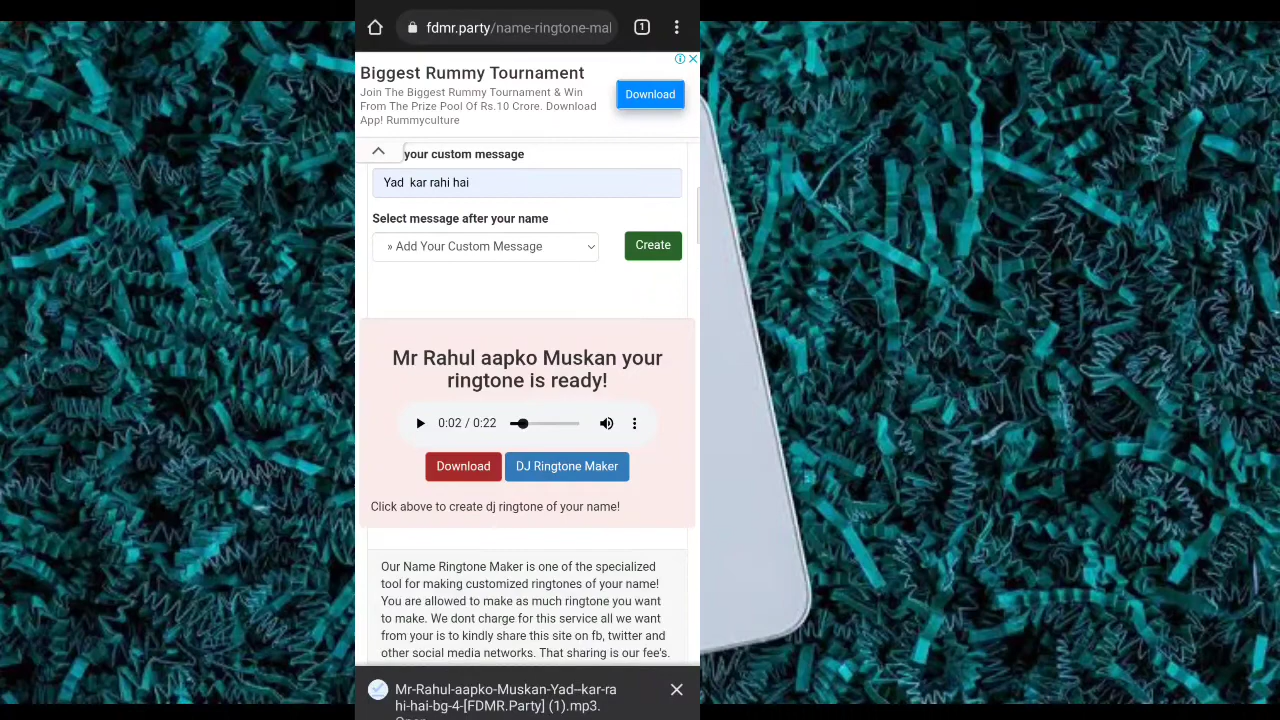 fdmr.party/name-ringtone-mal
1
Biggest Rummy Tournament
Join The Biggest Rummy Tournament & Win
From The Prize Pool Of Rs.10 Crore. Download
App! Rummyculture
Download
your custom message
Yad  kar rahi hai
Select message after your name
» Add Your Custom Message
Create
Mr Rahul aapko Muskan your
ringtone is ready!
0:02 / 0:22
Download
DJ Ringtone Maker
Click above to create dj ringtone of your name!
Our Name Ringtone Maker is one of the specialized
tool for making customized ringtones of your name!
You are allowed to make as much ringtone you want
to make. We dont charge for this service all we want
from your is to kindly share this site on fb, twitter and
other social media networks. That sharing is our fee's.
Mr-Rahul-aapko-Muskan-Yad--kar-ra
hi-hai-bg-4-[FDMR.Party] (1).mp3.